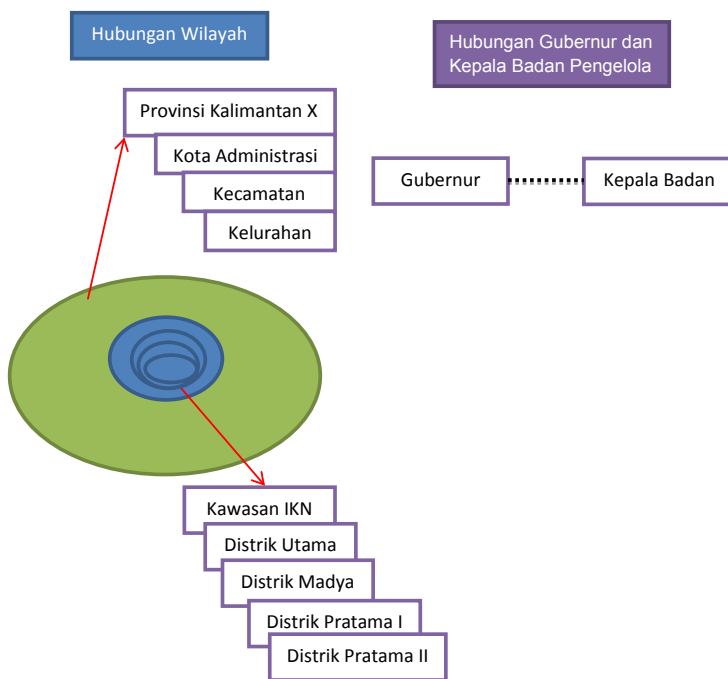 Hubungan Wilayah
Hubungan Gubernur dan
Kepala Badan Pengelola
Provinsi Kalimantan X
Kota Administrasi
Kecamatan
Kelurahan
Gubernur
Kepala Badan
Kawasan IKN
Distrik Utama
Distrik Madya
Distrik Pratama I
Distrik Pratama II